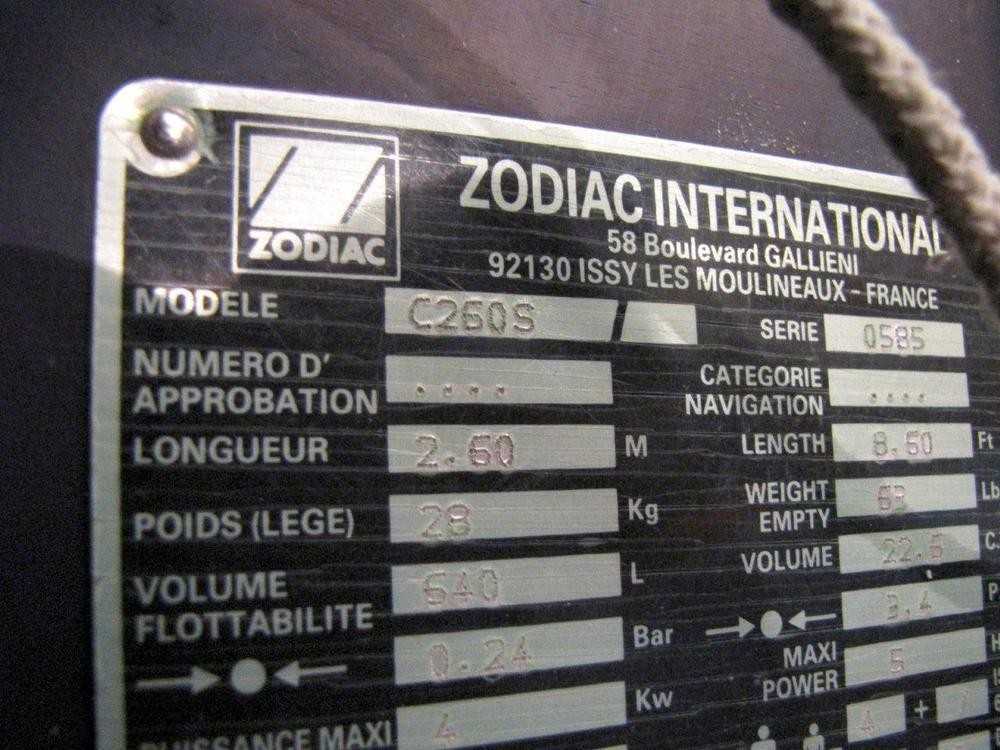 ZODIAC
ZODIAC INTERNATIONAL
58 Boulevard GALLIENI
92130 ISSY LES MOULINEAUX - FRANCE
MODELE C260S / SERIE 0585
NUMERO D' APPROBATION .... CATEGORIE NAVIGATION ....
LONGUEUR 2.60 M LENGTH 8.60 Ft
POIDS (LEGE) 28 Kg WEIGHT EMPTY Lb
VOLUME FLOTTABILITE 640 L VOLUME 22.6 C.
0.24 Bar 3.4 P
PUISSANCE MAXI 4 Kw MAXI POWER 5 H
4 + /